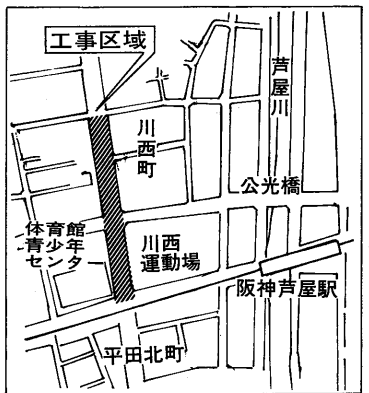 工事区域
芦屋川
川西町
公光橋
体育館
青少年
センター
川西
運動場
阪神芦屋駅
平田北町